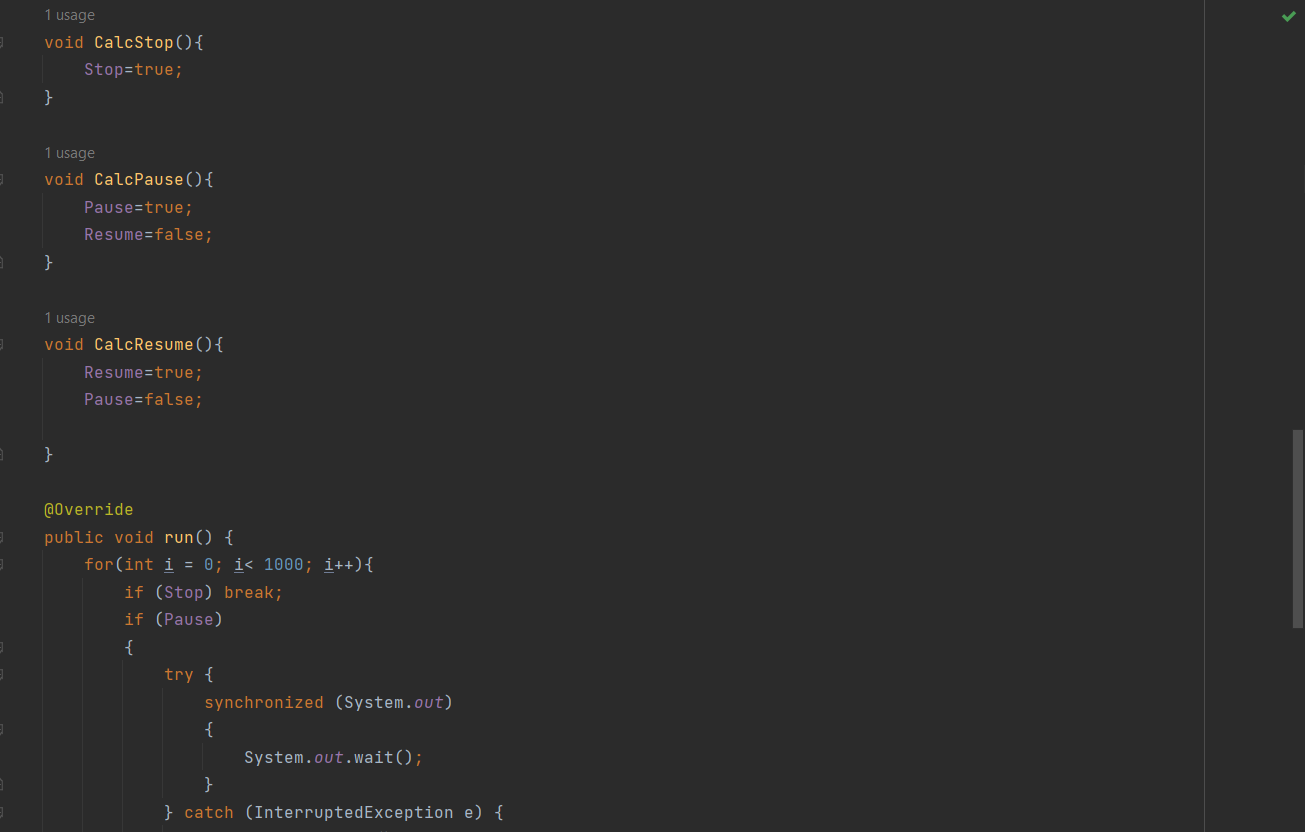 1 usage
void CalcStop(){
    Stop=true;
}
1 usage
void CalcPause(){
    Pause=true;
    Resume=false;
}
1 usage
void CalcResume(){
    Resume=true;
    Pause=false;
}
@Override
public void run() {
    for(int i = 0; i< 1000; i++){
        if (Stop) break;
        if (Pause)
        {
            try {
                synchronized (System.out)
                {
                    System.out.wait();
                }
            } catch (InterruptedException e) {